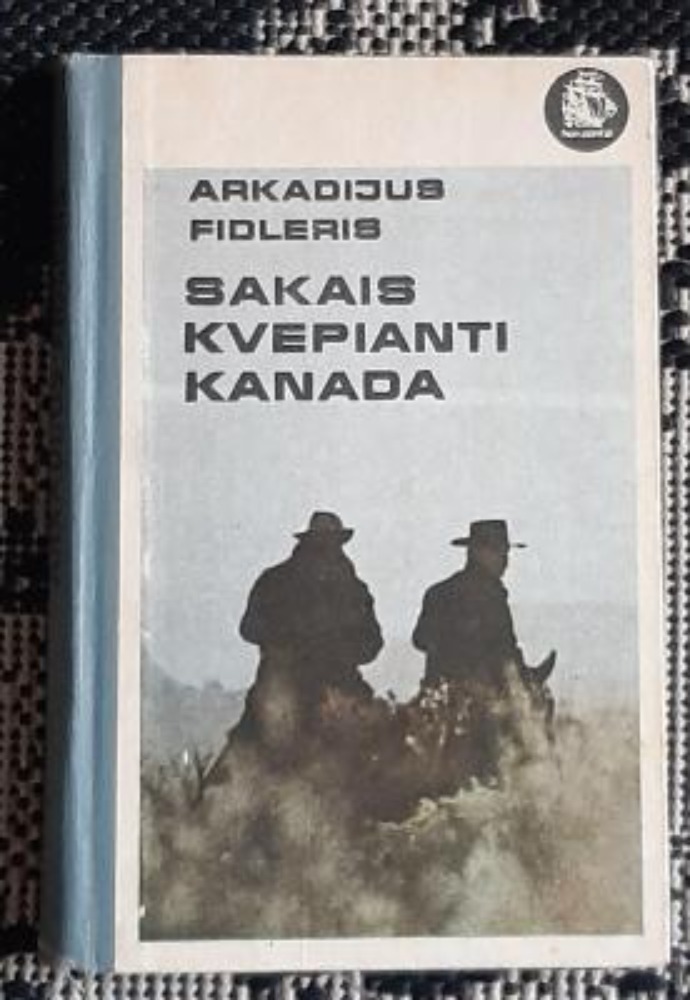 ARKADIJUS
FIDLERIS
SAKAIS
KVEPIANTI
KANADA